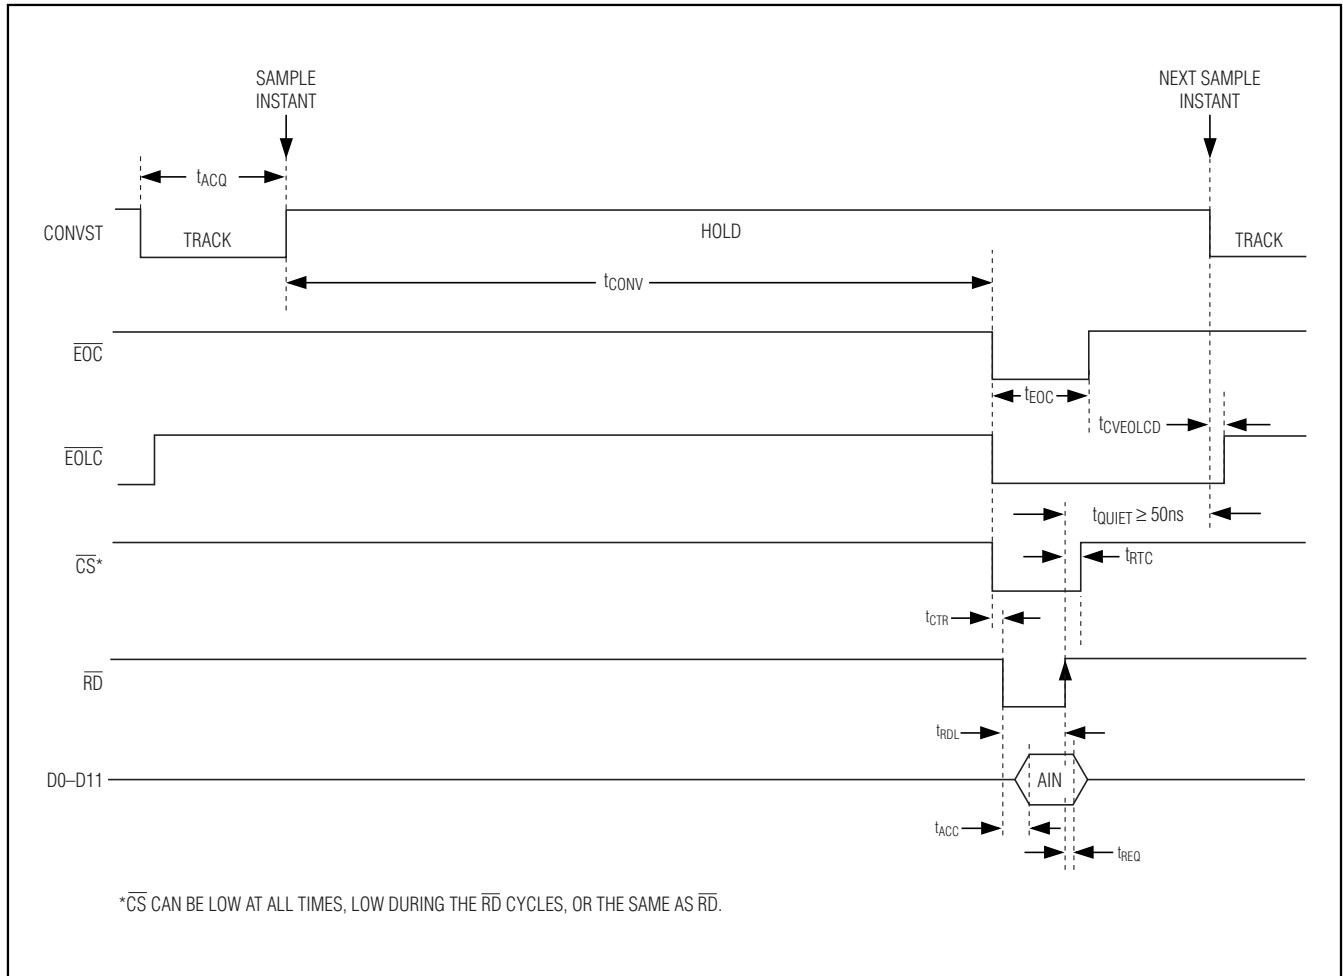 SAMPLE
INSTANT
NEXT SAMPLE
INSTANT
tACQ
CONVST
TRACK
HOLD
TRACK
tCONV
EOC
tEOC
tCVEOLCD
EOLC
tQUIET ≥ 50ns
CS*
tRTC
tCTR
RD
tRDL
D0–D11
AIN
tACC
tREQ
*CS CAN BE LOW AT ALL TIMES, LOW DURING THE RD CYCLES, OR THE SAME AS RD.